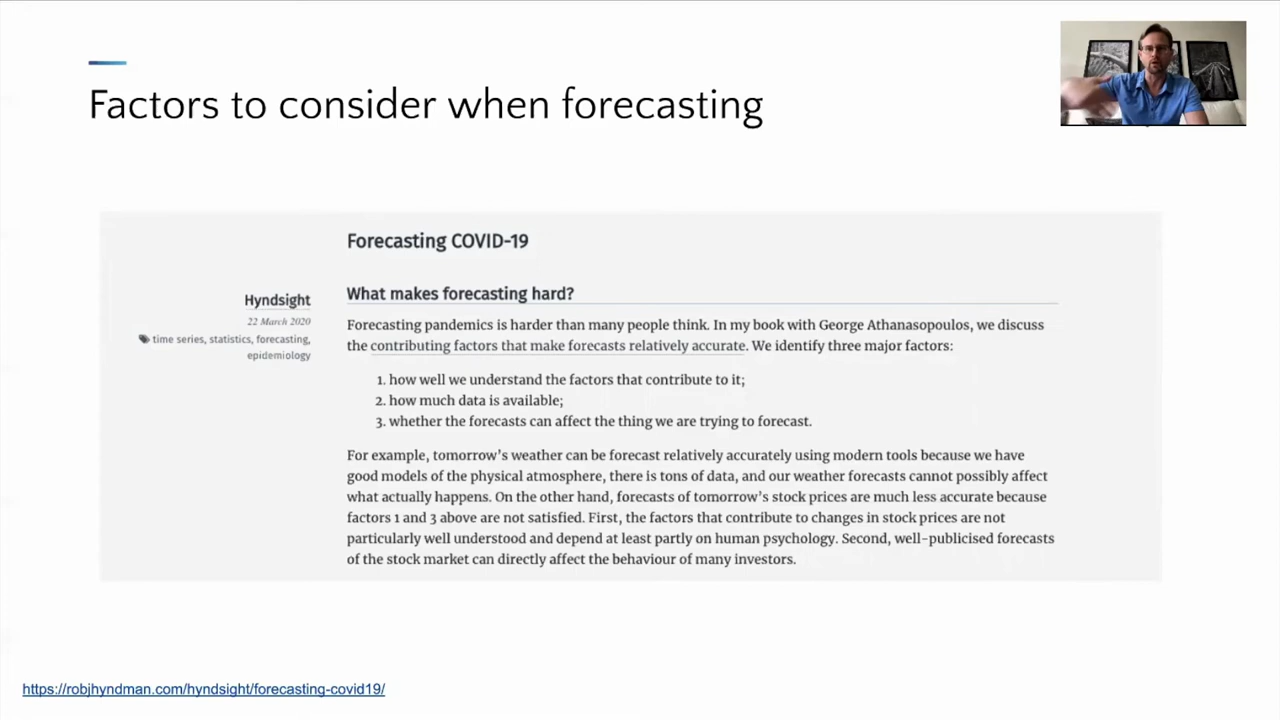 Factors to consider when forecasting
Forecasting COVID-19
What makes forecasting hard?
Hyndsight
22 March 2020
time series, statistics, forecasting,
epidemiology
Forecasting pandemics is harder than many people think. In my book with George Athanasopoulos, we discuss
the contributing factors that make forecasts relatively accurate. We identify three major factors:
1. how well we understand the factors that contribute to it;
2. how much data is available;
3. whether the forecasts can affect the thing we are trying to forecast.
For example, tomorrow's weather can be forecast relatively accurately using modern tools because we have
good models of the physical atmosphere, there is tons of data, and our weather forecasts cannot possibly affect
what actually happens. On the other hand, forecasts of tomorrow's stock prices are much less accurate because
factors 1 and 3 above are not satisfied. First, the factors that contribute to changes in stock prices are not
particularly well understood and depend at least partly on human psychology. Second, well-publicised forecasts
of the stock market can directly affect the behaviour of many investors.
https://robjhyndman.com/hyndsight/forecasting-covid19/